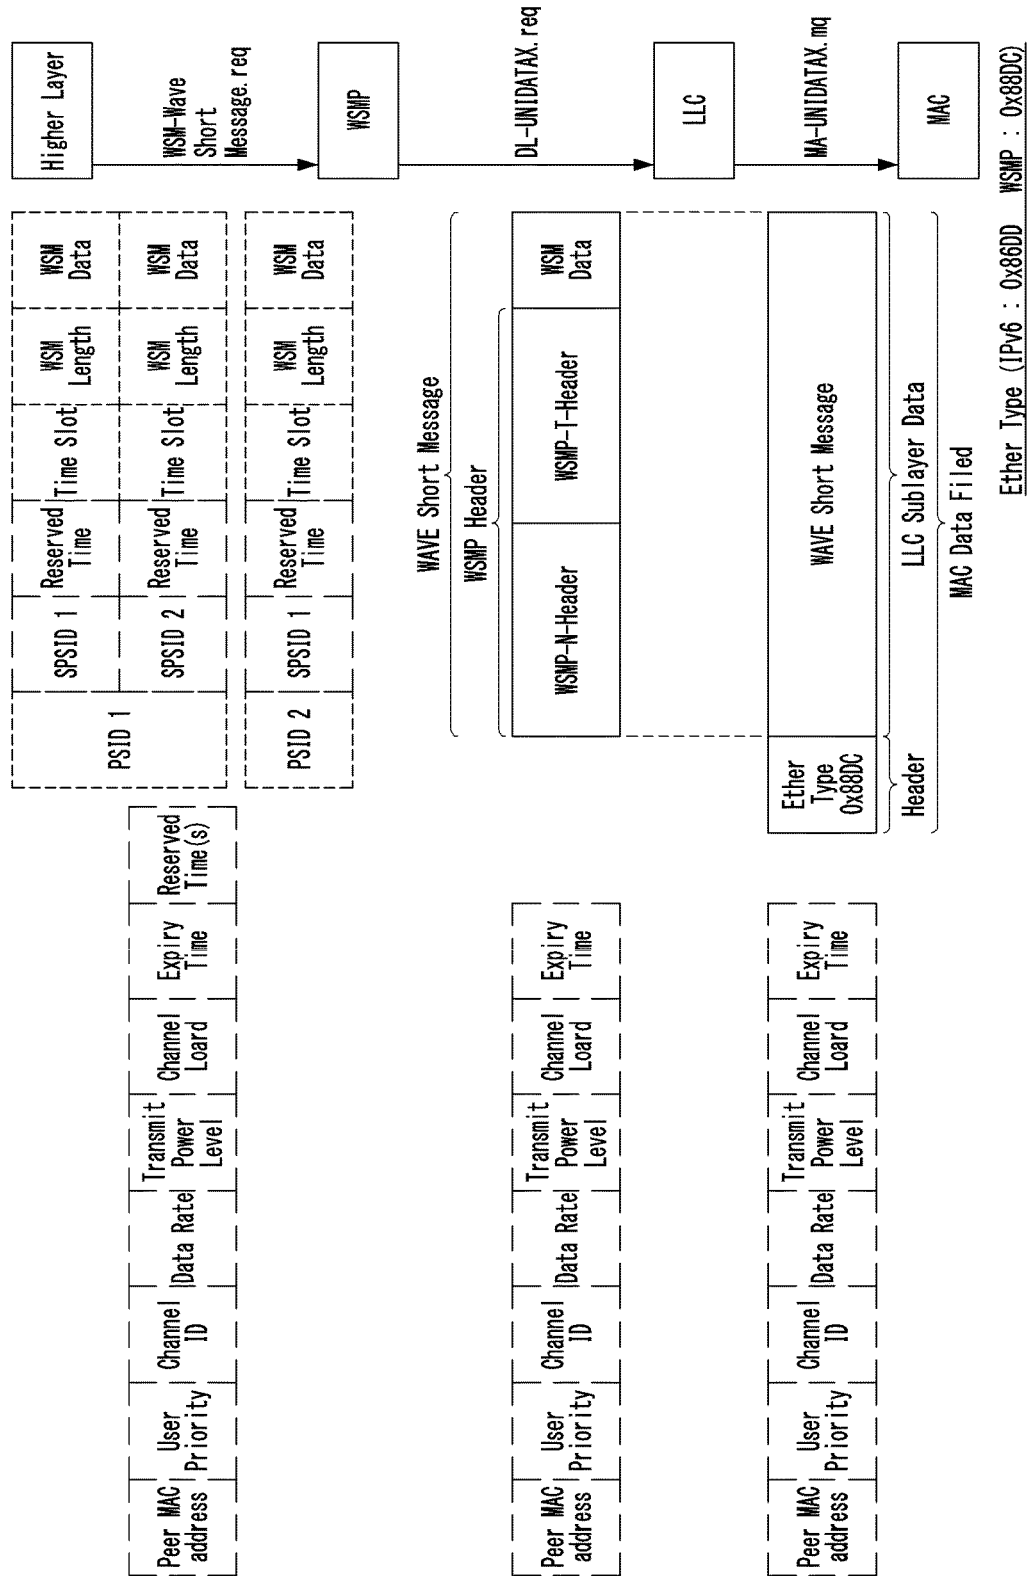 Peer MAC address
User Priority
Channel ID
Data Rate
Transmit Power Level
Channel Load
Expiry Time
Reserved Time(s)
PSID 1
SPSID 1
Reserved Time
Time Slot
WSM Length
WSM Data
SPSID 2
Reserved Time
Time Slot
WSM Length
WSM Data
Higher Layer
WSM-Wave
Short
Message.req
PSID 2
SPSID 1
Reserved Time
Time Slot
WSM Length
WSM Data
WSMP
WAVE Short Message
WSMP Header
DL-UNIDATAX.req
Peer MAC address
User Priority
Channel ID
Data Rate
Transmit Power Level
Channel Loard
Expiry Time
WSMP-N-Header
WSMP-T-Header
WSM Data
LLC
MA-UNIDATAX.mq
Peer MAC address
User Priority
Channel ID
Data Rate
Transmit Power Level
Channel Loard
Expiry Time
Ether Type 0x88DC
WAVE Short Message
MAC
Header
LLC Sublayer Data
MAC Data Filed
Ether Type (IPv6 : 0x86DD WSMP : 0x88DC)